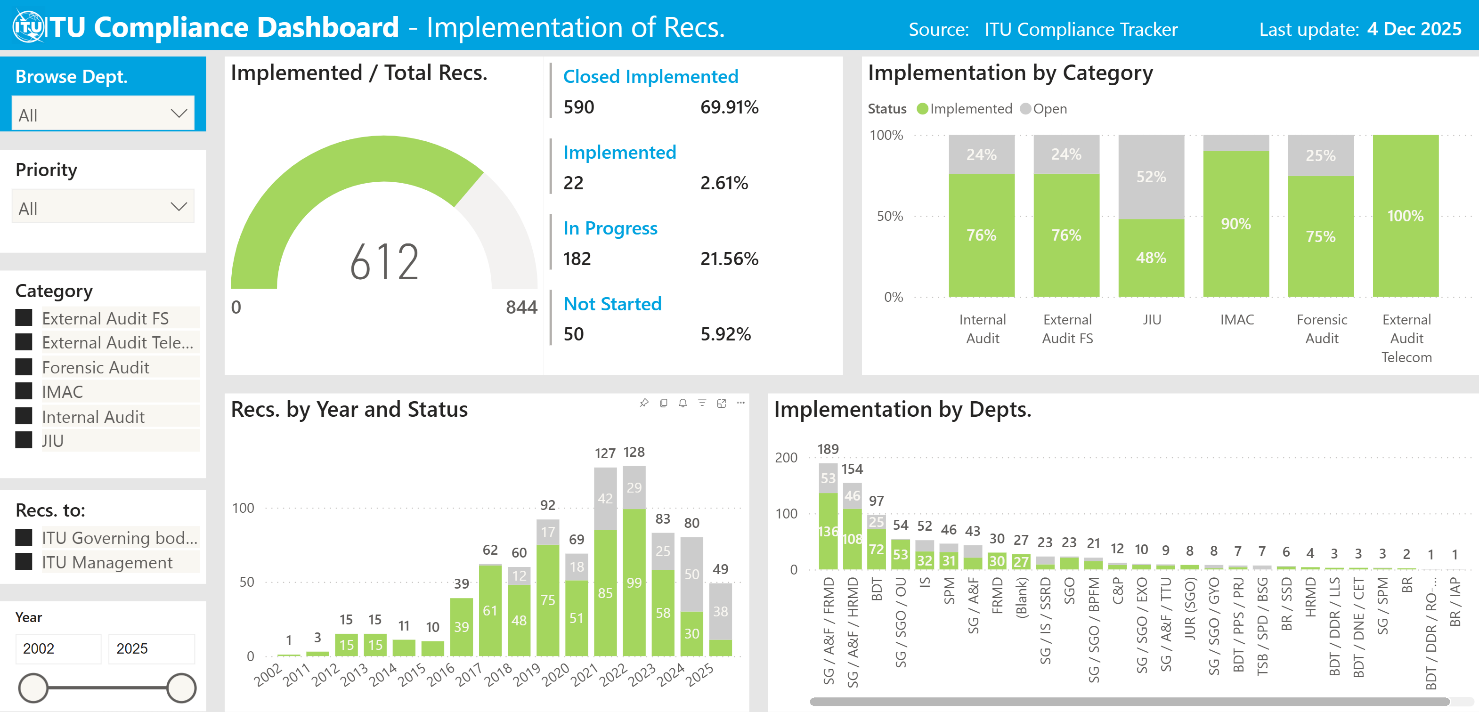 ITU Compliance Dashboard - Implementation of Recs.
Source: ITU Compliance Tracker
Last update: 4 Dec 2025
Browse Dept.
All
Priority
All
Category
External Audit FS
External Audit Tele...
Forensic Audit
IMAC
Internal Audit
JIU
Recs. to:
ITU Governing bod...
ITU Management
Year
2002 2025
Implemented / Total Recs.
612
0 844
Closed Implemented
590 69.91%
Implemented
22 2.61%
In Progress
182 21.56%
Not Started
50 5.92%
Implementation by Category
Status Implemented Open
100%
50%
0%
24% 24% 52% 25%
76% 76% 48% 90% 75% 100%
Internal Audit
External Audit FS
JIU
IMAC
Forensic Audit
External Audit Telecom
Recs. by Year and Status
100
50
0
1 3 15 15 11 10 39 62 60 92 69 127 128 83 80 49
12 17 18 42 29 25 50 38
15 15 39 61 48 75 51 85 99 58 30
2002 2011 2012 2013 2014 2015 2016 2017 2018 2019 2020 2021 2022 2023 2024 2025
Implementation by Depts.
200
100
0
189 154 97 54 52 46 43 30 27 23 23 21 12 10 9 8 8 7 7 6 4 3 3 3 2 1 1
53 46 25
136 108 72 53 32 31 30 27
SG / A&F / FRMD
SG / A&F / HRMD
BDT
SG / SGO / OU
IS
SPM
SG / A&F
FRMD
(Blank)
SG / IS / SSRD
SGO
SG / SGO / BPFM
C&P
SG / SGO / EXO
SG / A&F / TTU
JUR (SGO)
SG / SGO / GYO
BDT / PPS / PRJ
TSB / SPD / BSG
BR / SSD
HRMD
BDT / DDR / LLS
BDT / DNE / CET
SG / SPM
BR
BDT / DDR / RO ...
BR / IAP